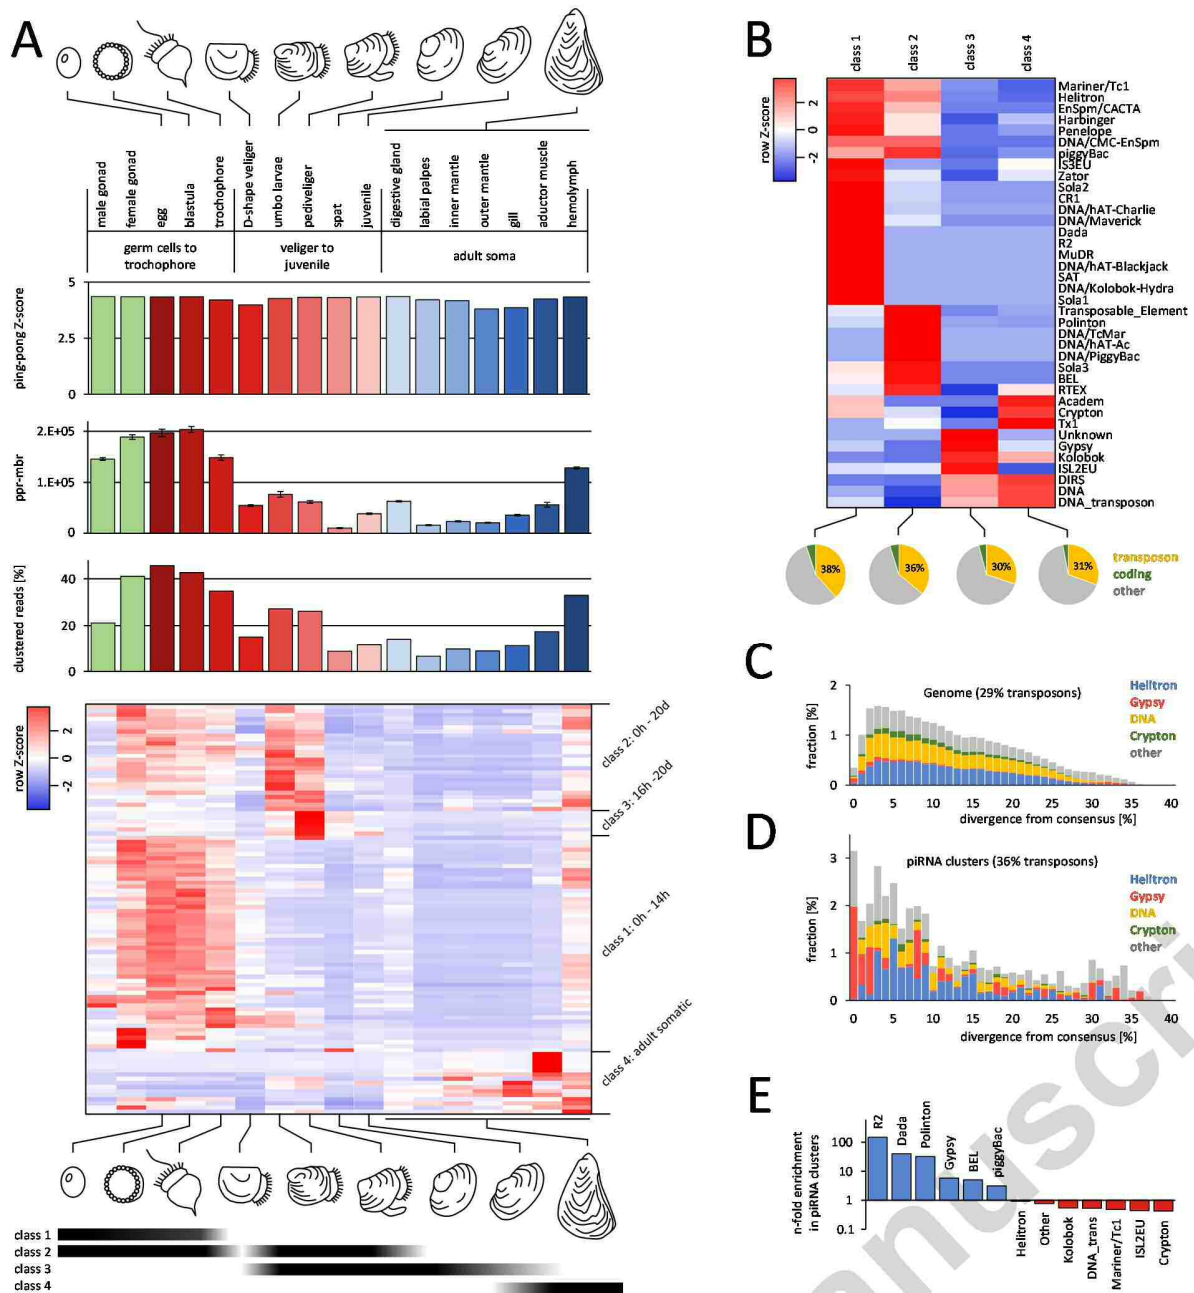 A
male gonad
female gonad
egg
blastula
trochophore
D-shape veliger
umbo larvae
pediveliger
spat
juvenile
digestive gland
labial palpes
inner mantle
outer mantle
gill
aductor muscle
hemolymph
germ cells to trochophore
veliger to juvenile
adult soma
ping-pong Z-score
5
2.5
0
ppr-mbr
2.E+05
1.E+05
0
clustered reads [%]
40
20
0
row Z-score
2
0
-2
class 2: 0h - 20d
class 3: 16h -20d
class 1: 0h - 14h
class 4: adult somatic
class 1
class 2
class 3
class 4
B
class 1
class 2
class 3
class 4
row Z-score
2
0
-2
Mariner/Tc1
Helitron
EnSpm/CACTA
Harbinger
Penelope
DNA/CMC-EnSpm
piggyBac
IS3EU
Zator
Sola2
CR1
DNA/hAT-Charlie
DNA/Maverick
Dada
R2
MuDR
DNA/hAT-Blackjack
SAT
DNA/Kolobok-Hydra
Sola1
Transposable_Element
Polinton
DNA/TcMar
DNA/hAT-Ac
DNA/PiggyBac
Sola3
BEL
RTEX
Academ
Crypton
Tx1
Unknown
Gypsy
Kolobok
ISL2EU
DIRS
DNA
DNA_transposon
38%
36%
30%
31%
transposon
coding
other
C
Genome (29% transposons)
Helitron
Gypsy
DNA
Crypton
other
fraction [%]
2
1
0
0 5 10 15 20 25 30 35 40
divergence from consensus [%]
D
piRNA clusters (36% transposons)
Helitron
Gypsy
DNA
Crypton
other
fraction [%]
3
2
1
0
0 5 10 15 20 25 30 35 40
divergence from consensus [%]
E
n-fold enrichment
in piRNA clusters
100
10
1
0.1
R2
Dada
Polinton
Gypsy
BEL
piggyBac
Helitron
Other
Kolobok
DNA_trans
Mariner/Tc1
ISL2EU
Crypton
anuscri